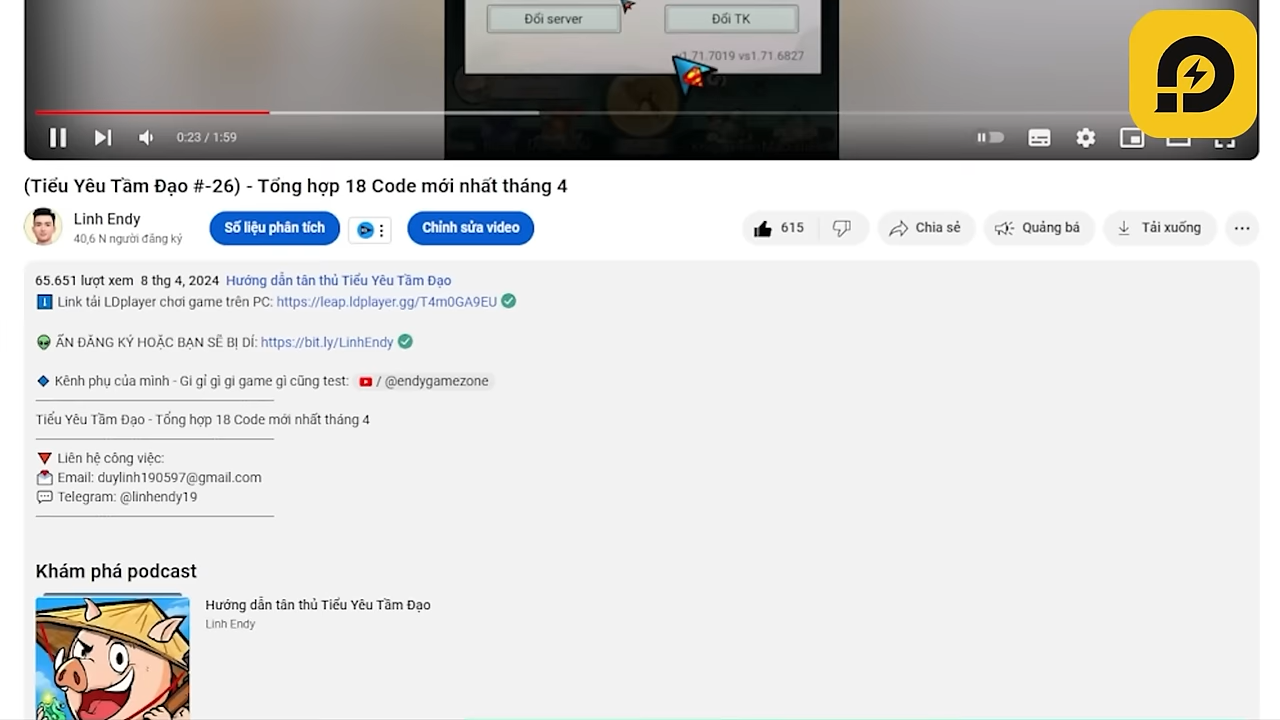 Đổi server
Đổi TK
v1.71.7019 vs1.71.6827
0:23 / 1:59
(Tiểu Yêu Tầm Đạo #-26) - Tổng hợp 18 Code mới nhất tháng 4
Linh Endy
40,6 N người đăng ký
Số liệu phân tích
Chỉnh sửa video
615
Chia sẻ
Quảng bá
Tải xuống
65.651 lượt xem 8 thg 4, 2024 Hướng dẫn tân thủ Tiểu Yêu Tầm Đạo
Link tải LDplayer chơi game trên PC: https://leap.ldplayer.gg/T4m0GA9EU
ẤN ĐĂNG KÝ HOẶC BẠN SẼ BỊ DÍ: https://bit.ly/LinhEndy
Kênh phụ của mình - Gi gỉ gì gi game gì cũng test: / @endygamezone
Tiểu Yêu Tầm Đạo - Tổng hợp 18 Code mới nhất tháng 4
Liên hệ công việc:
Email: duylinh190597@gmail.com
Telegram: @linhendy19
Khám phá podcast
Hướng dẫn tân thủ Tiểu Yêu Tầm Đạo
Linh Endy